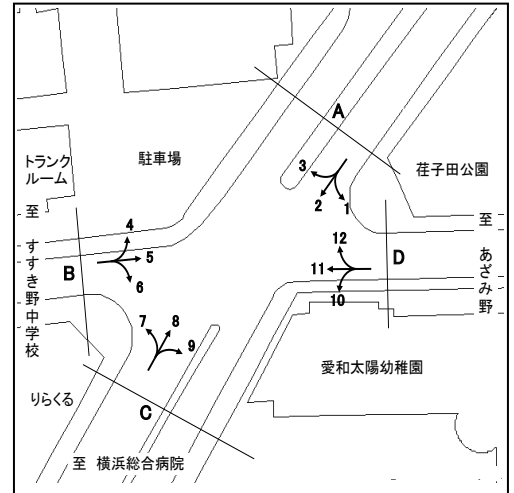 A
3
2
1
荏子田公園
トランク
ルーム
駐車場
至 すすき野中学校
4
5
6
B
12
11
10
D
至 あざみ野
7
8
9
C
愛和太陽幼稚園
りらくる
至 横浜総合病院